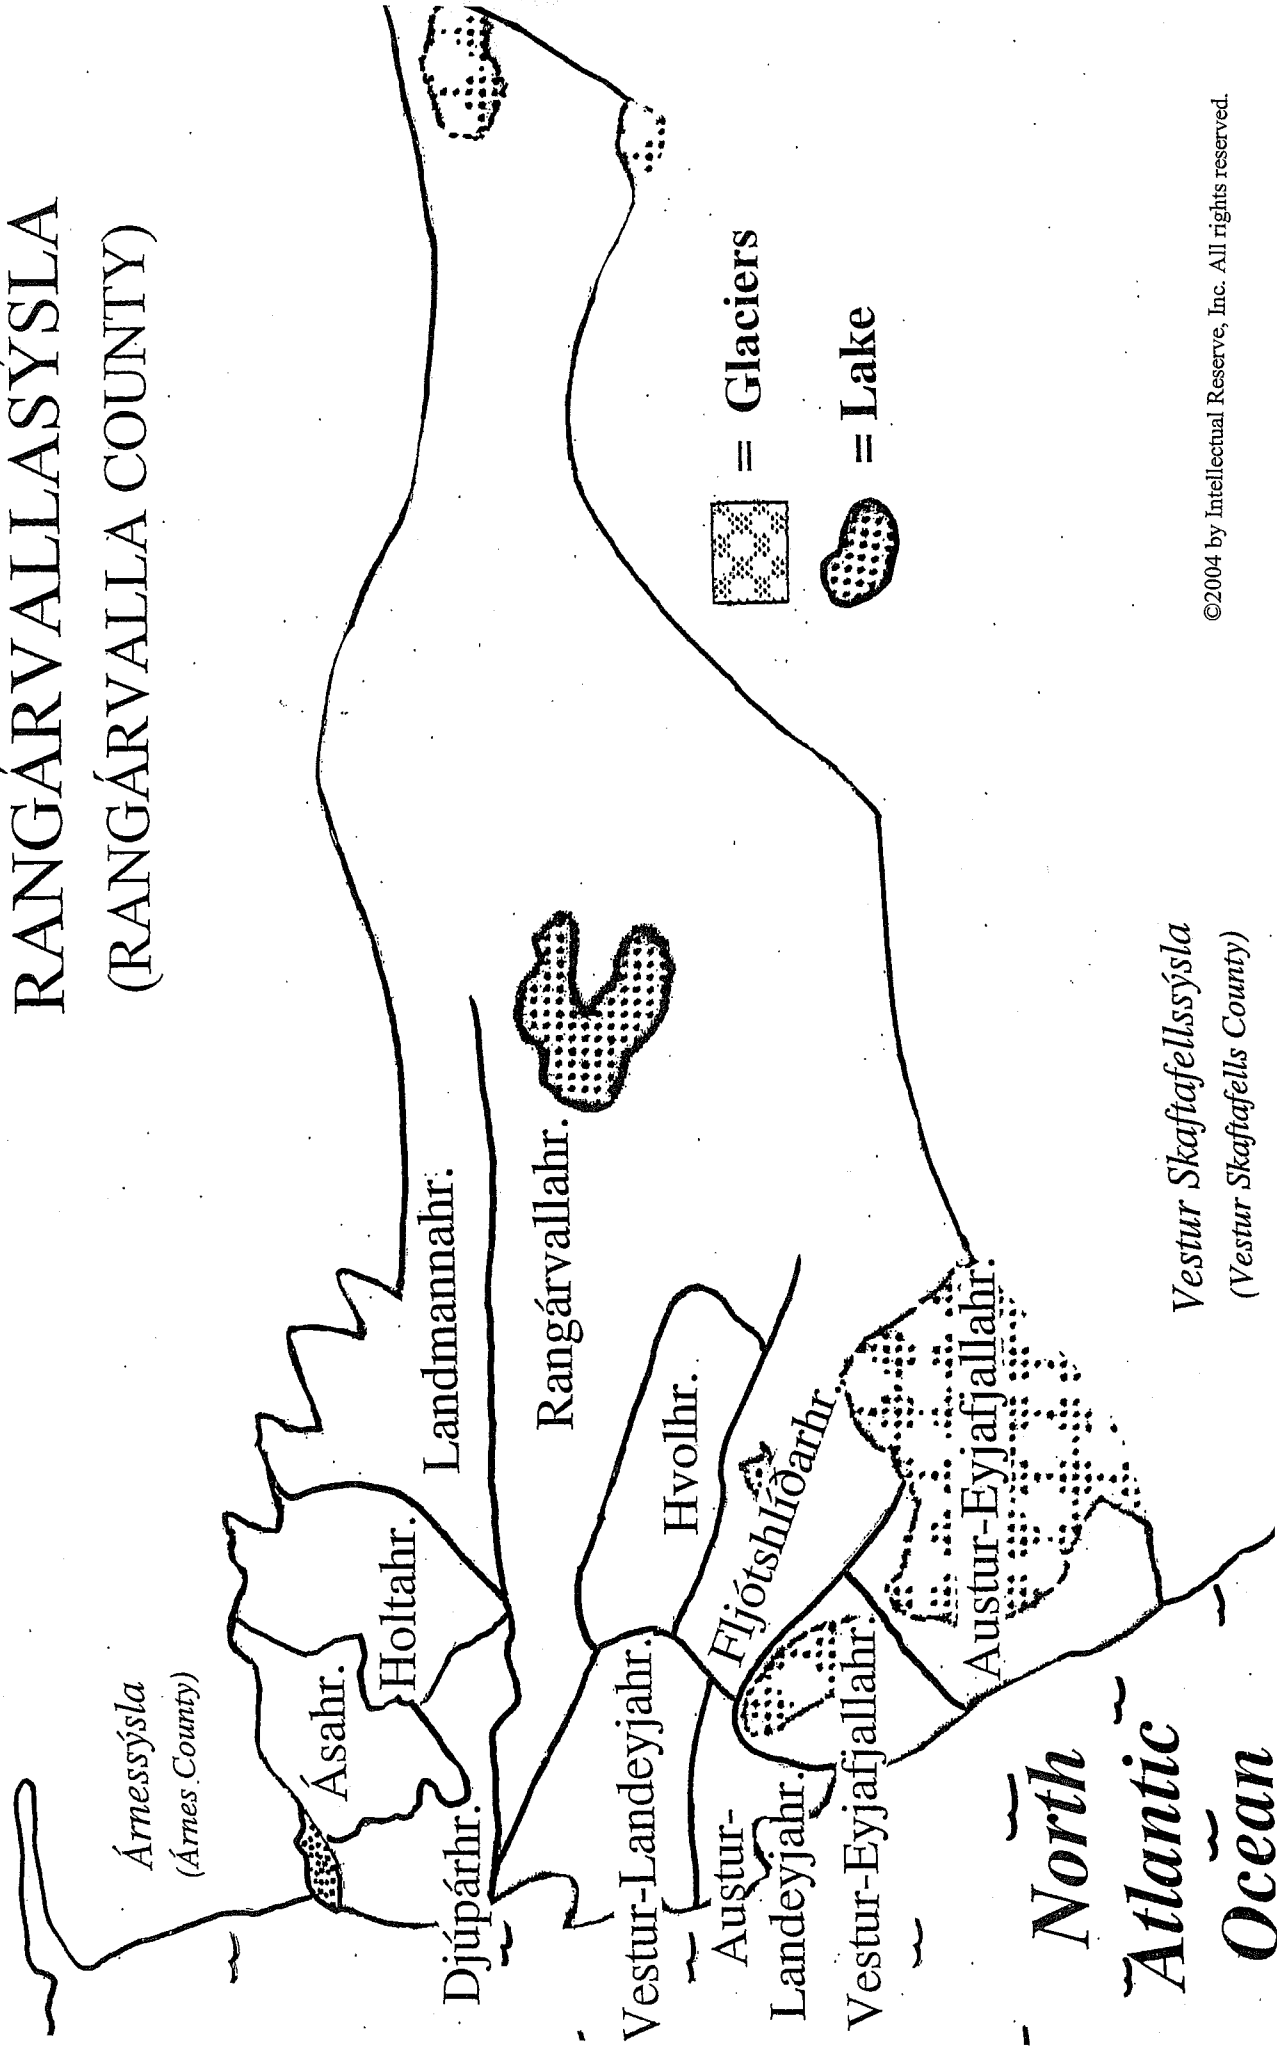 RANGÁRVALLASÝSLA
(RANGÁRVALLA COUNTY)
Árnessýsla
(Árnes County)
Ásahr.
Holtahr.
Landmannahr.
Djúpárhr.
Rangárvallahr.
Hvolhr.
Vestur-Landeyjahr.
Fljótshlíðarhr.
Austur-
Landeyjahr.
Vestur-Eyjafjallahr.
Austur-Eyjafjallahr.
= Glaciers
= Lake
North
Atlantic
Ocean
Vestur Skaftafellssýsla
(Vestur Skaftafells County)
©2004 by Intellectual Reserve, Inc. All rights reserved.